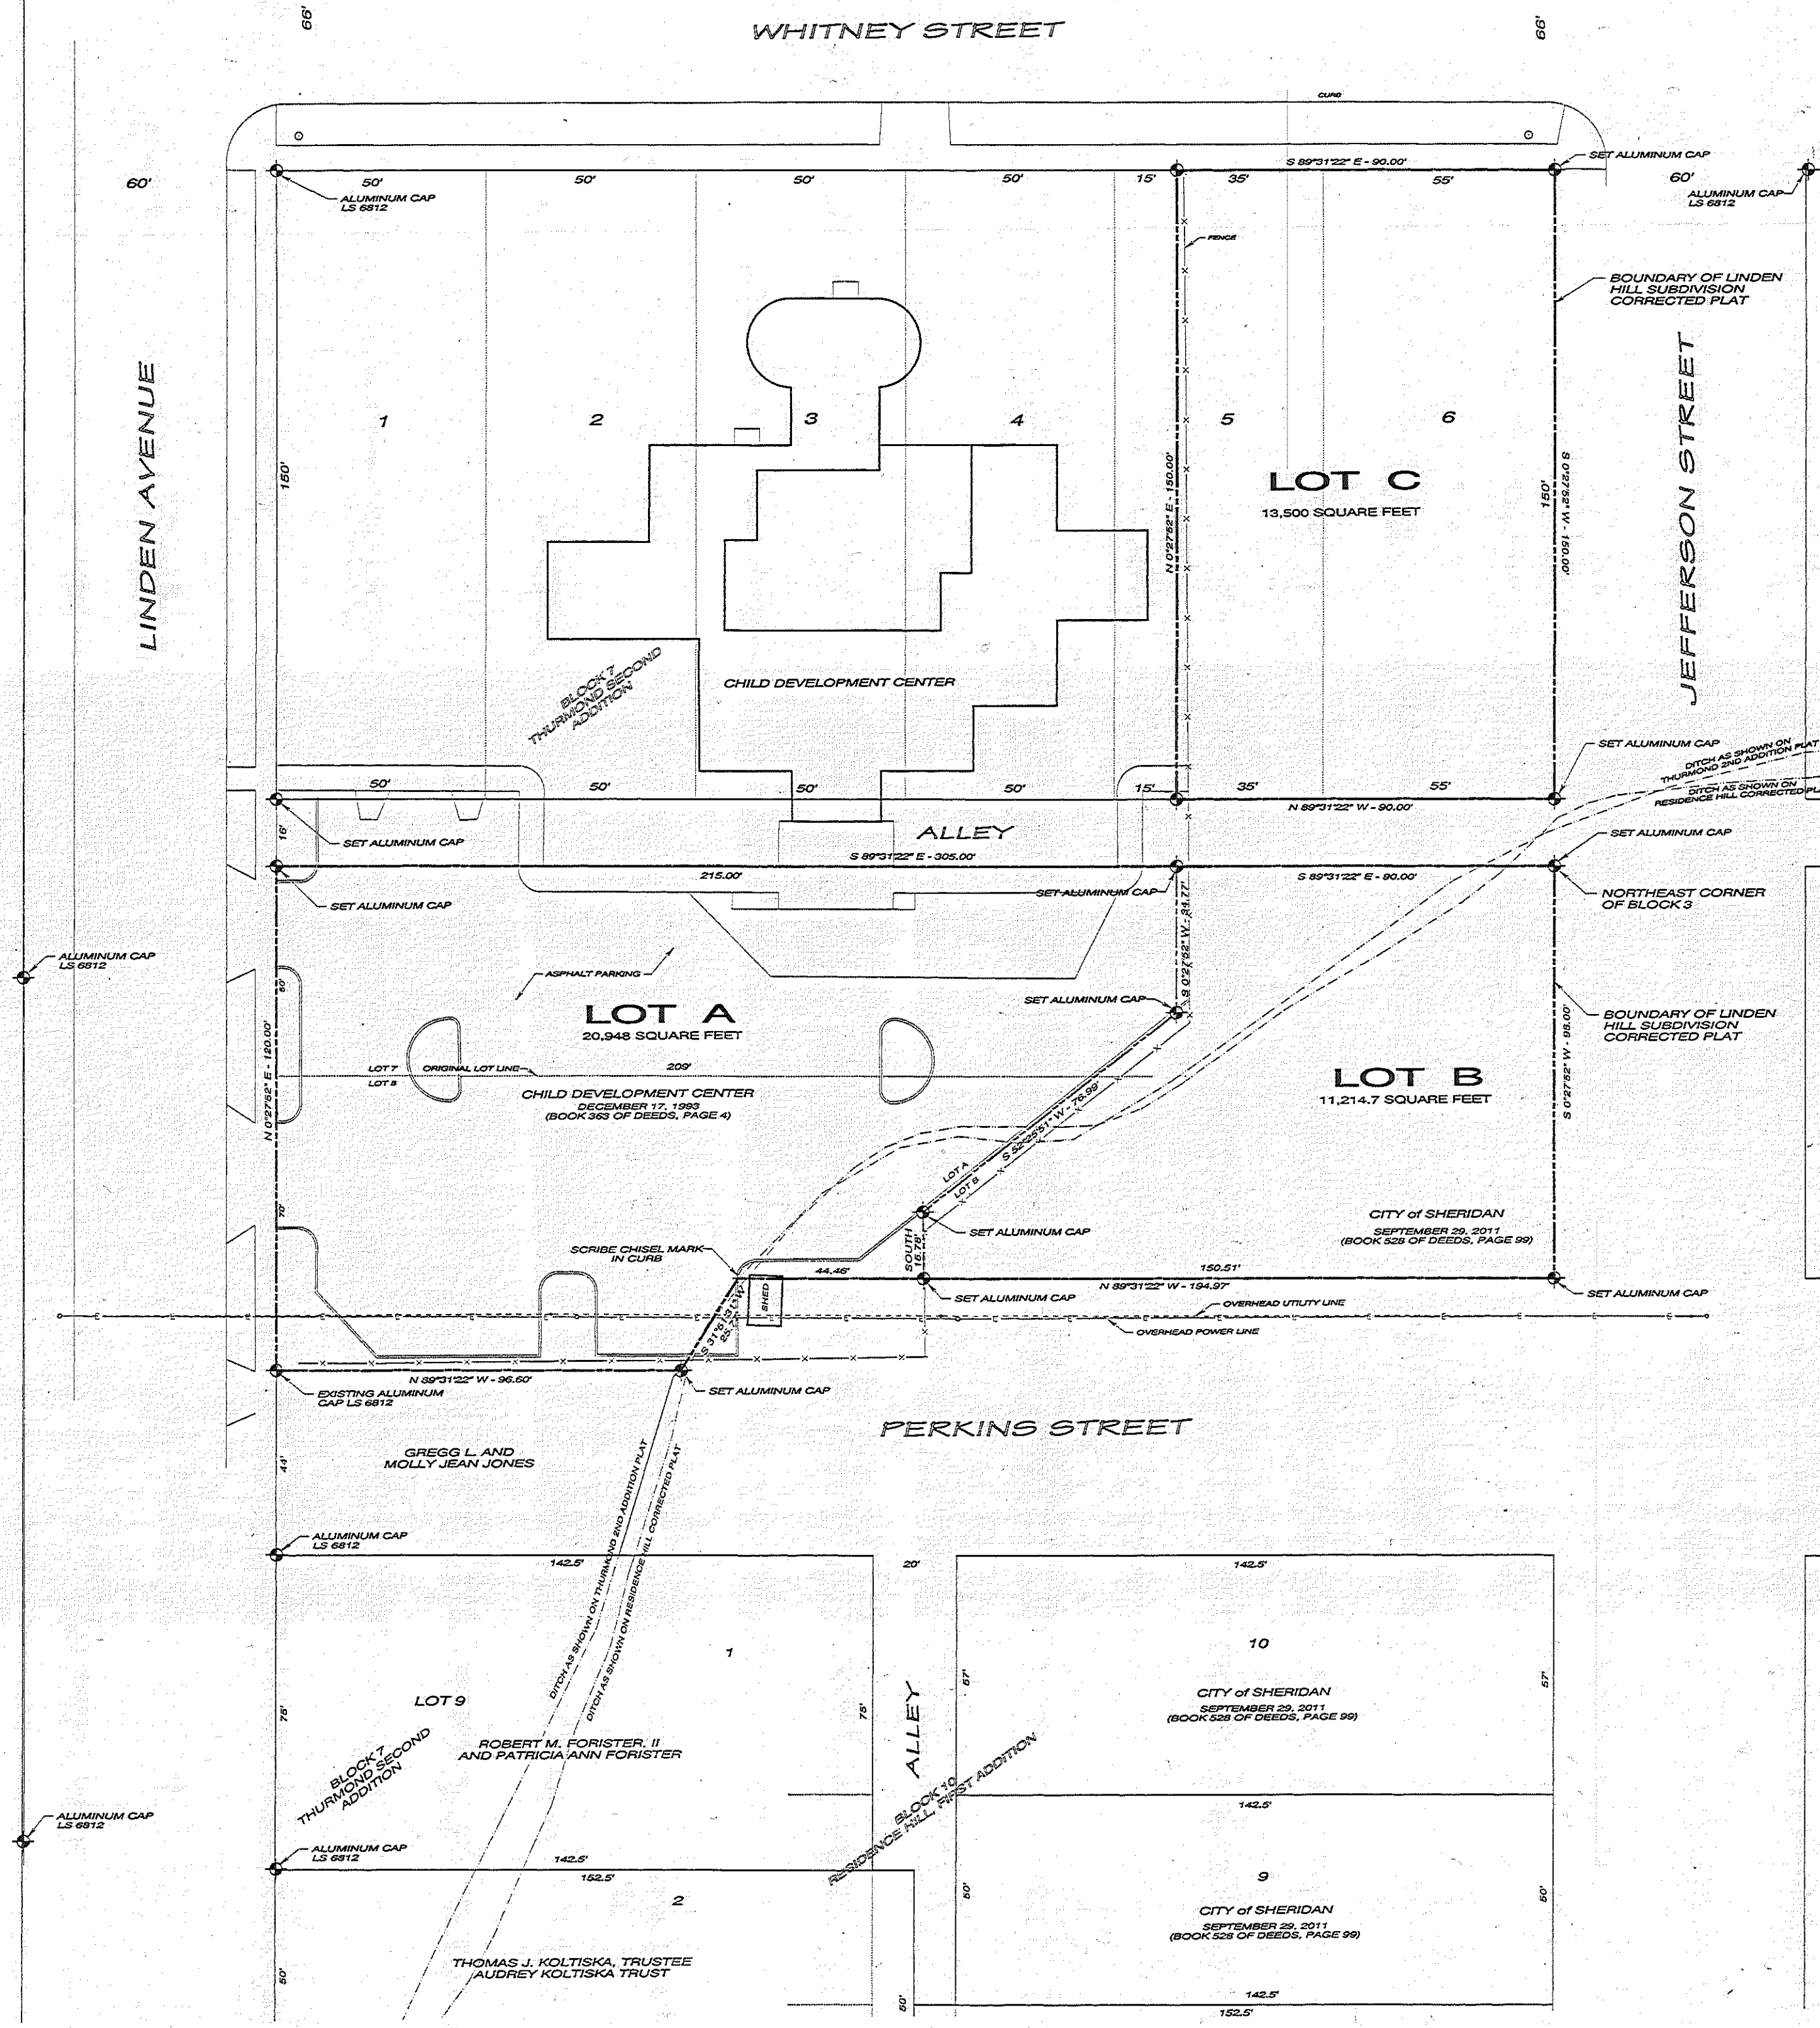 66'
WHITNEY STREET
66'
CURB
S 89°31'22" E - 90.00'
SET ALUMINUM CAP
60'
50'
50'
50'
50'
15'
35'
55'
60'
ALUMINUM CAP
LS 6812
ALUMINUM CAP
LS 6812
FENCE
BOUNDARY OF LINDEN
HILL SUBDIVISION
CORRECTED PLAT
LINDEN AVENUE
JEFFERSON STREET
1
2
3
4
5
6
150'
N 0°27'52" E - 150.00'
LOT C
13,500 SQUARE FEET
150'
S 0°27'52" W - 150.00'
BLOCK 7
THURMOND SECOND
ADDITION
CHILD DEVELOPMENT CENTER
SET ALUMINUM CAP
DITCH AS SHOWN ON
THURMOND 2ND ADDITION PLAT
DITCH AS SHOWN ON
RESIDENCE HILL CORRECTED PL
50'
50'
50'
50'
15'
35'
55'
N 89°31'22" W - 90.00'
16'
SET ALUMINUM CAP
ALLEY
SET ALUMINUM CAP
S 89°31'22" E - 305.00'
215.00'
SET ALUMINUM CAP
S 89°31'22" E - 90.00'
SET ALUMINUM CAP
NORTHEAST CORNER
OF BLOCK 3
S 0°27'52" W - 34.77'
ALUMINUM CAP
LS 6812
ASPHALT PARKING
50'
SET ALUMINUM CAP
LOT A
20,948 SQUARE FEET
BOUNDARY OF LINDEN
HILL SUBDIVISION
CORRECTED PLAT
N 0°27'52" E - 120.00'
S 0°27'52" W - 98.00'
LOT 7
ORIGINAL LOT LINE
209'
LOT 8
LOT B
11,214.7 SQUARE FEET
CHILD DEVELOPMENT CENTER
DECEMBER 17, 1993
(BOOK 363 OF DEEDS, PAGE 4)
S 52°25'51" W - 76.99'
LOT A
LOT B
70'
CITY of SHERIDAN
SEPTEMBER 29, 2011
(BOOK 528 OF DEEDS, PAGE 99)
SET ALUMINUM CAP
SOUTH
15.78'
SCRIBE CHISEL MARK
IN CURB
44.46'
150.51'
N 89°31'22" W - 194.97'
SET ALUMINUM CAP
SET ALUMINUM CAP
SHED
OVERHEAD UTILITY LINE
OVERHEAD POWER LINE
N 89°31'22" W - 96.60'
SET ALUMINUM CAP
EXISTING ALUMINUM
CAP LS 6812
PERKINS STREET
GREGG L. AND
MOLLY JEAN JONES
44'
DITCH AS SHOWN ON THURMOND 2ND ADDITION PLAT
DITCH AS SHOWN ON RESIDENCE HILL CORRECTED PLAT
ALUMINUM CAP
LS 6812
142.5'
20'
142.5'
1
10
LOT 9
75'
75'
ALLEY
57'
57'
CITY of SHERIDAN
SEPTEMBER 29, 2011
(BOOK 528 OF DEEDS, PAGE 99)
ROBERT M. FORISTER, II
AND PATRICIA ANN FORISTER
BLOCK 7
THURMOND SECOND
ADDITION
BLOCK 10
RESIDENCE HILL, FIRST ADDITION
ALUMINUM CAP
LS 6812
142.5'
ALUMINUM CAP
LS 6812
142.5'
152.5'
2
9
50'
50'
CITY of SHERIDAN
SEPTEMBER 29, 2011
(BOOK 528 OF DEEDS, PAGE 99)
THOMAS J. KOLTISKA, TRUSTEE
AUDREY KOLTISKA TRUST
50'
50'
142.5'
152.5'